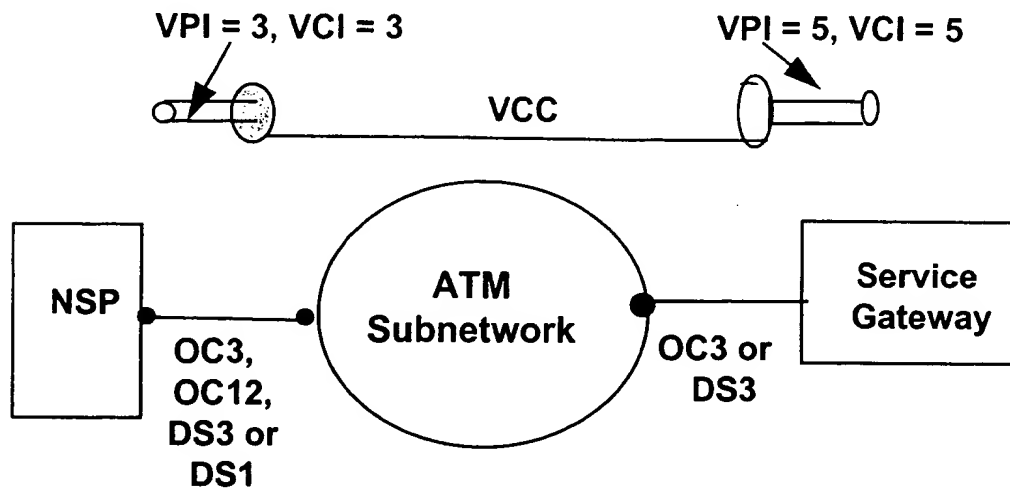 VPI = 3, VCI = 3
VPI = 5, VCI = 5
VCC
NSP
ATM
Subnetwork
Service
Gateway
OC3,
OC12,
DS3 or
DS1
OC3 or
DS3